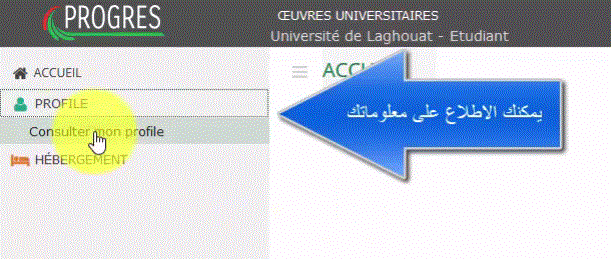 PROGRES
ŒUVRES UNIVERSITAIRES
Université de Laghouat - Etudiant
ACCUEIL
PROFILE
Consulter mon profile
HÉBERGEMENT
يمكنك الاطلاع على معلوماتك